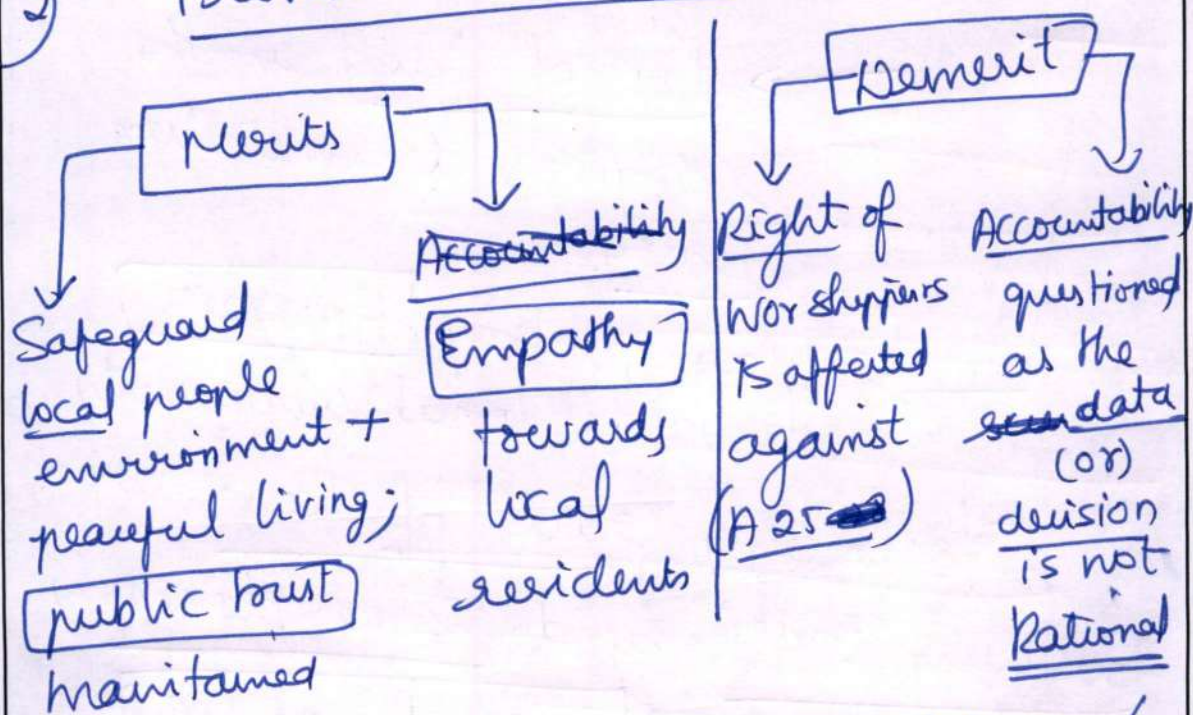 2)
Merits
Safeguard
local people
environment +
peaceful living;
public trust
maintained
Accountability
Empathy
towards
local
residents
Demerit
Right of
worshippers
is affected
against
(A 25)
Accountability
questioned
as the
data
(or)
decision
is not
Rational